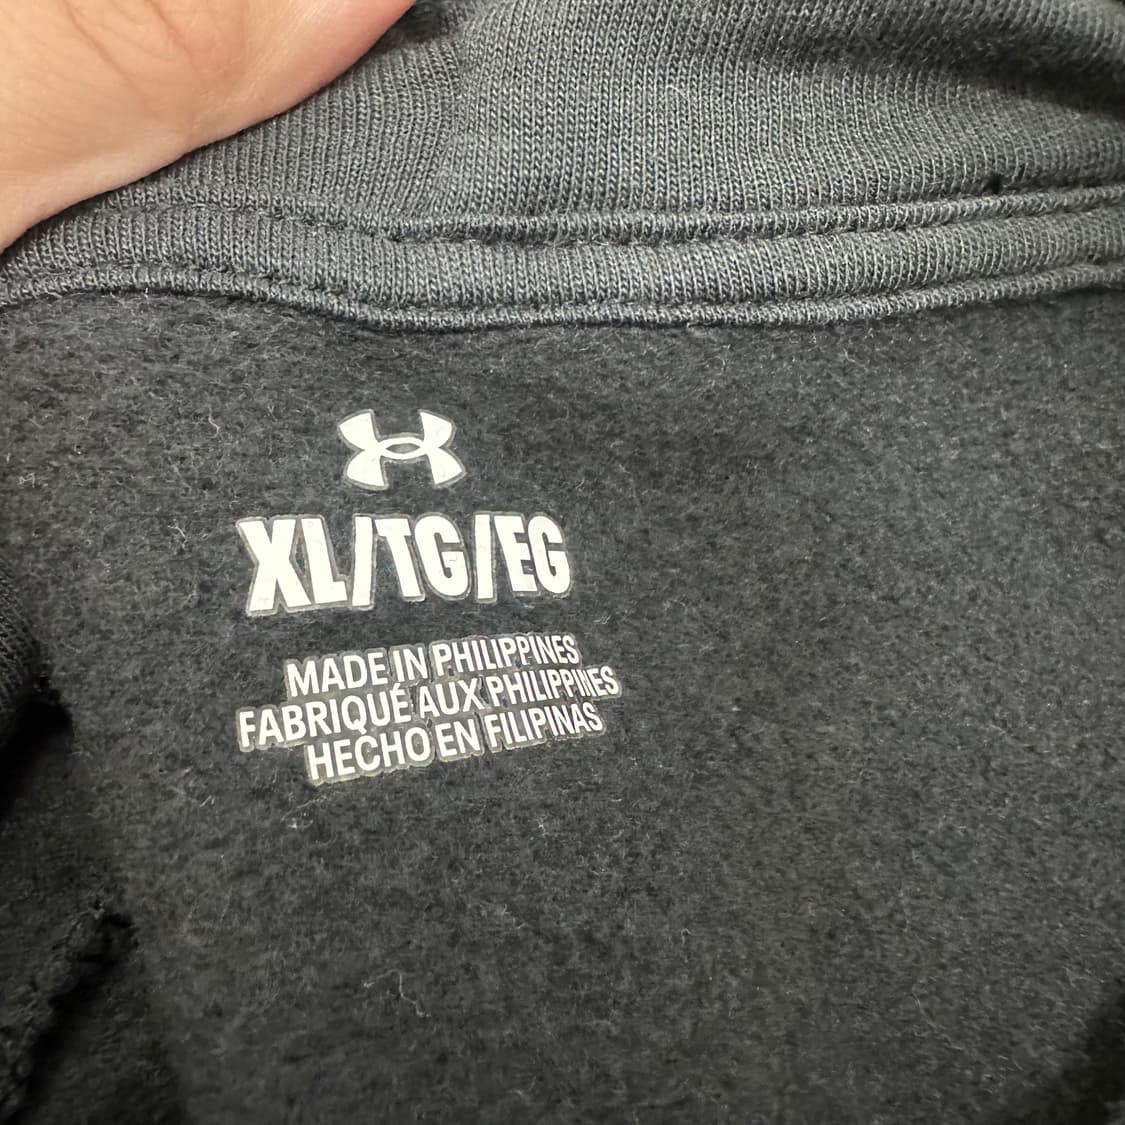 XL/TG/EG
MADE IN PHILIPPINES
FABRIQUÉ AUX PHILIPPINES
HECHO EN FILIPINAS